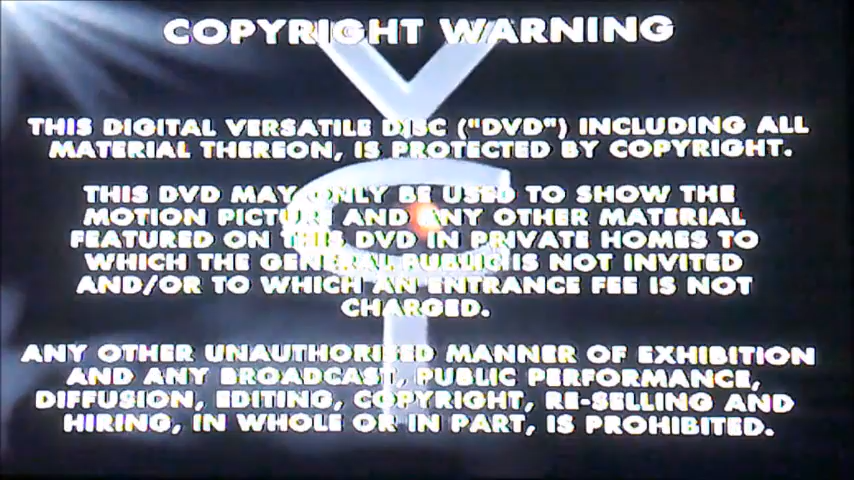 COPYRIGHT WARNING
THIS DIGITAL VERSATILE DISC ("DVD") INCLUDING ALL
MATERIAL THEREON, IS PROTECTED BY COPYRIGHT.
THIS DVD MAY ONLY BE USED TO SHOW THE
MOTION PICTURE AND ANY OTHER MATERIAL
FEATURED ON THIS DVD IN PRIVATE HOMES TO
WHICH THE GENERAL PUBLIC IS NOT INVITED
AND/OR TO WHICH AN ENTRANCE FEE IS NOT
CHARGED.
ANY OTHER UNAUTHORISED MANNER OF EXHIBITION
AND ANY BROADCAST, PUBLIC PERFORMANCE,
DIFFUSION, EDITING, COPYRIGHT, RE-SELLING AND
HIRING, IN WHOLE OR IN PART, IS PROHIBITED.